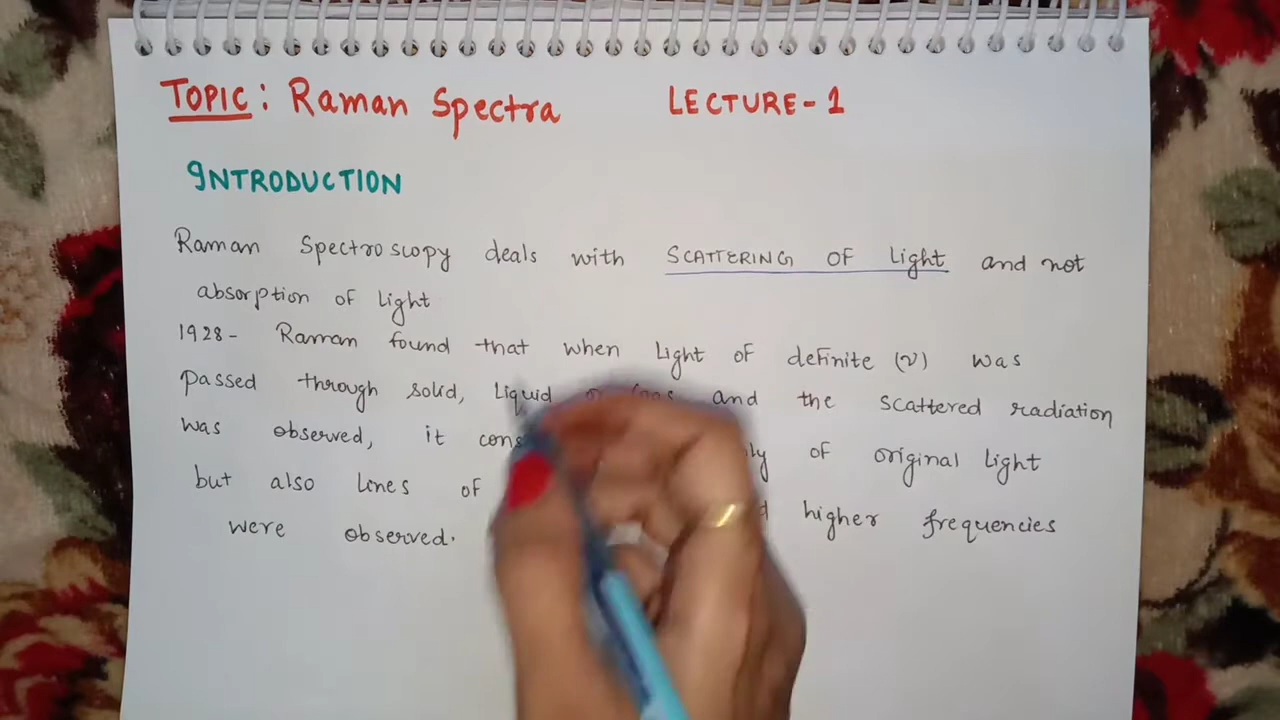 TOPIC: Raman Spectra LECTURE-1
INTRODUCTION
Raman Spectroscopy deals with SCATTERING OF Light and not
absorption of light
1928- Raman found that when light of definite (ν) was
passed through solid, liquid and the scattered radiation
was observed, it of original light
but also lines of higher frequencies
were observed.